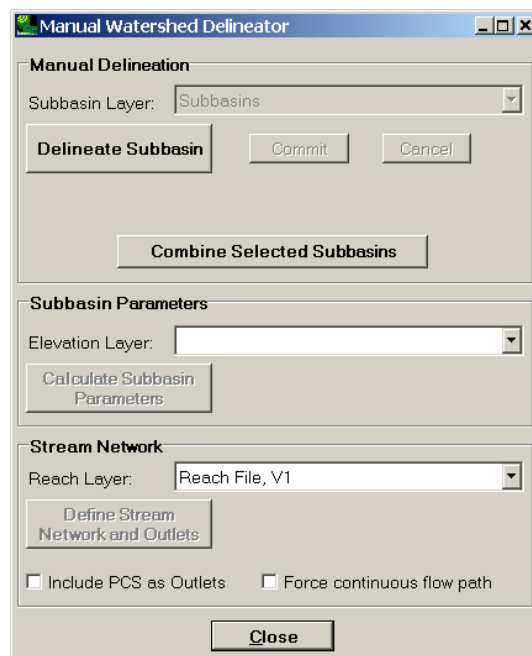 Manual Watershed Delineator
Manual Delineation
Subbasin Layer: Subbasins
Delineate Subbasin Commit Cancel
Combine Selected Subbasins
Subbasin Parameters
Elevation Layer:
Calculate Subbasin
Parameters
Stream Network
Reach Layer: Reach File, V1
Define Stream
Network and Outlets
Include PCS as Outlets Force continuous flow path
Close